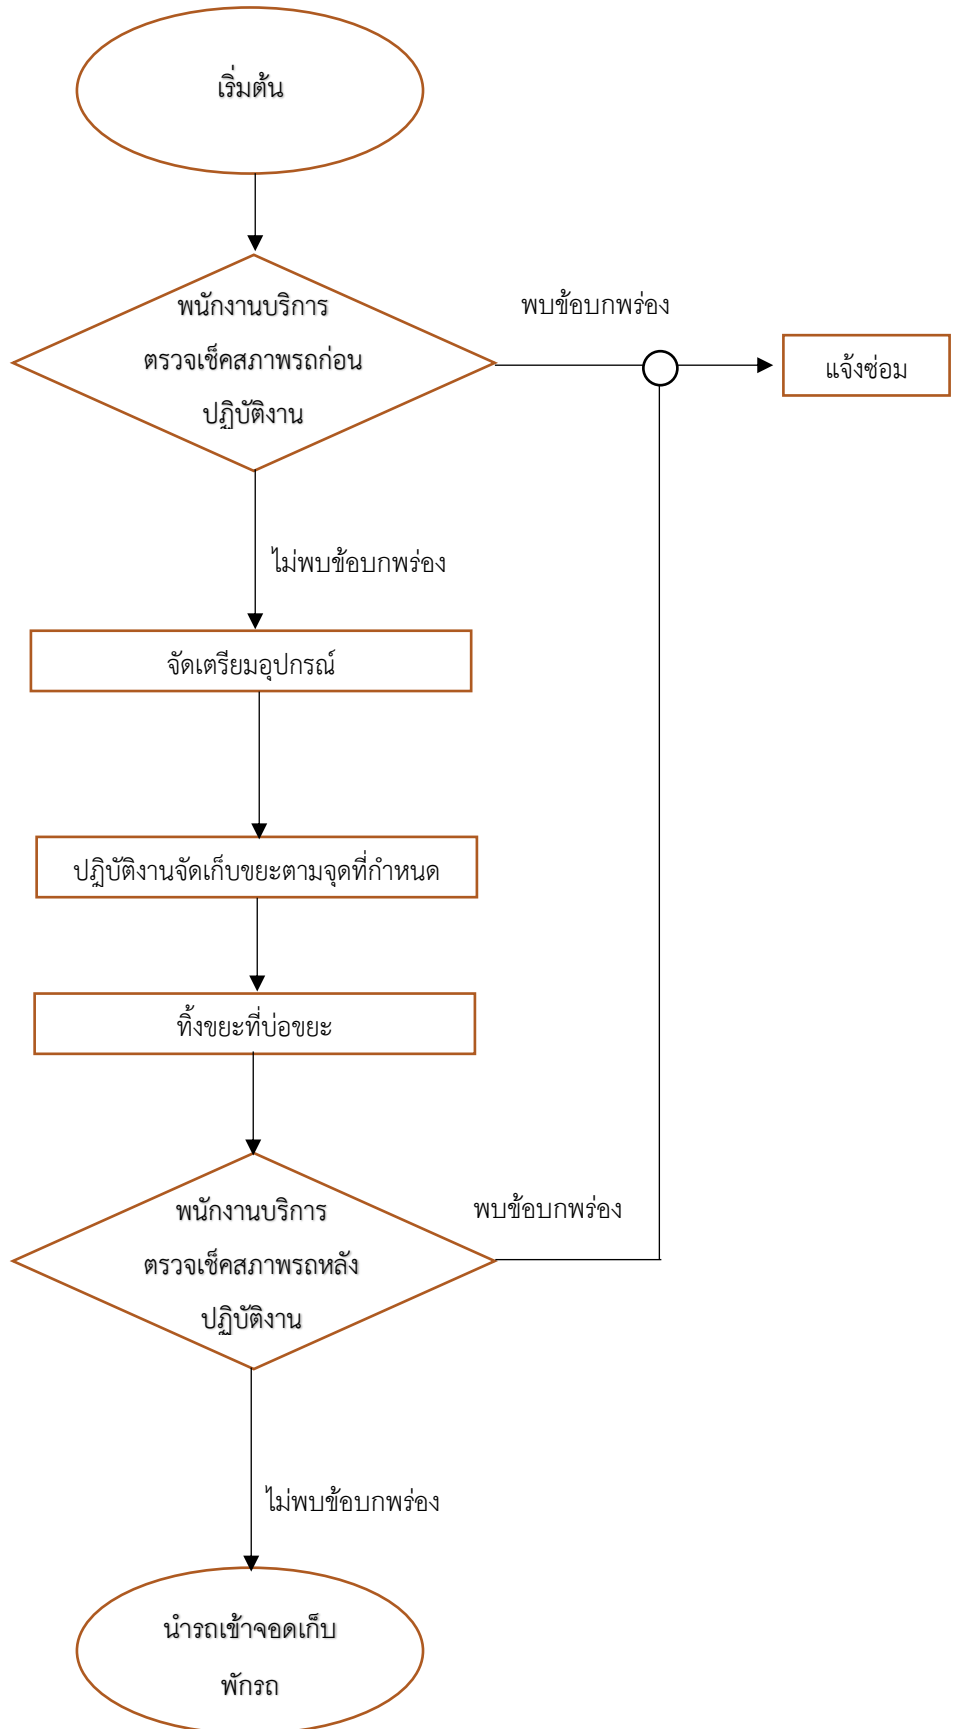 เริ่มต้น
พนักงานบริการ
ตรวจเช็คสภาพรถก่อน
ปฏิบัติงาน
พบข้อบกพร่อง
แจ้งซ่อม
ไม่พบข้อบกพร่อง
จัดเตรียมอุปกรณ์
ปฏิบัติงานจัดเก็บขยะตามจุดที่กำหนด
ทิ้งขยะที่บ่อขยะ
พนักงานบริการ
ตรวจเช็คสภาพรถหลัง
ปฏิบัติงาน
พบข้อบกพร่อง
ไม่พบข้อบกพร่อง
นำรถเข้าจอดเก็บ
พักรถ